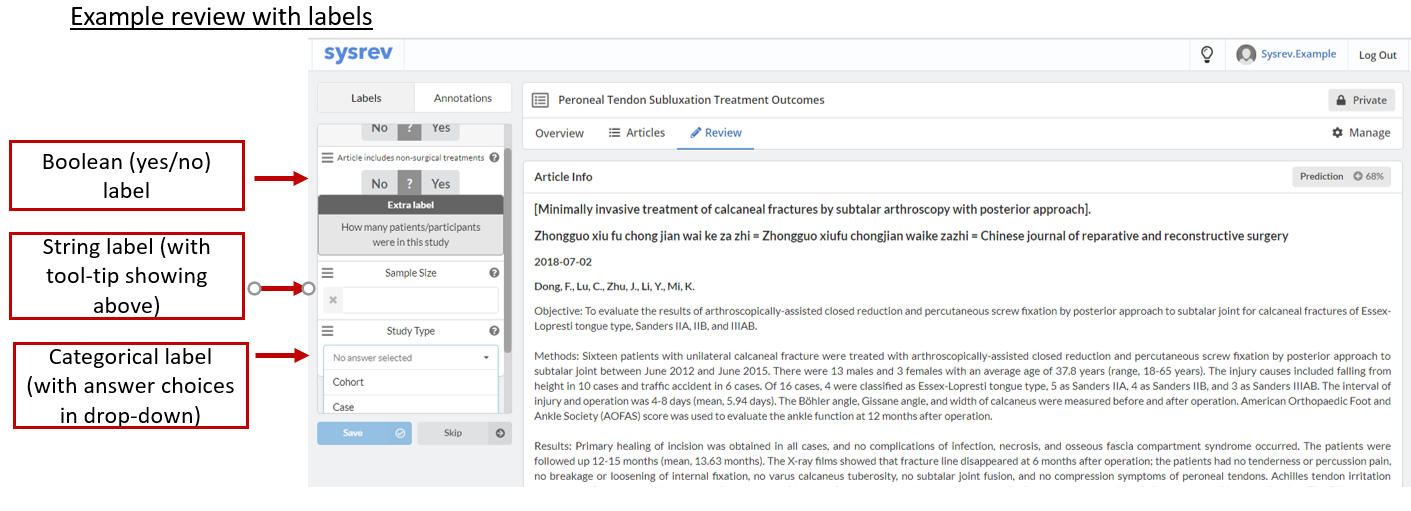 Example review with labels
sysrev
Sysrev.Example
Log Out
Labels
Annotations
No ? Yes
Article includes non-surgical treatments
No ? Yes
Extra label
How many patients/participants
were in this study
Sample Size
Study Type
No answer selected
Cohort
Case
Save
Skip
Boolean (yes/no)
label
String label (with
tool-tip showing
above)
Categorical label
(with answer choices
in drop-down)
Peroneal Tendon Subluxation Treatment Outcomes
Private
Overview
Articles
Review
Manage
Article Info
Prediction 68%
[Minimally invasive treatment of calcaneal fractures by subtalar arthroscopy with posterior approach].
Zhongguo xiu fu chong jian wai ke za zhi = Zhongguo xiufu chongjian waike zazhi = Chinese journal of reparative and reconstructive surgery
2018-07-02
Dong, F., Lu, C., Zhu, J., Li, Y., Mi, K.
Objective: To evaluate the results of arthroscopically-assisted closed reduction and percutaneous screw fixation by posterior approach to subtalar joint for calcaneal fractures of Essex-
Lopresti tongue type, Sanders IIA, IIB, and IIIAB.
Methods: Sixteen patients with unilateral calcaneal fracture were treated with arthroscopically-assisted closed reduction and percutaneous screw fixation by posterior approach to
subtalar joint between June 2012 and June 2015. There were 13 males and 3 females with an average age of 37.8 years (range, 18-65 years). The injury causes included falling from
height in 10 cases and traffic accident in 6 cases. Of 16 cases, 4 were classified as Essex-Lopresti tongue type, 5 as Sanders IIA, 4 as Sanders IIB, and 3 as Sanders IIIAB. The interval of
injury and operation was 4-8 days (mean, 5.94 days). The Böhler angle, Gissane angle, and width of calcaneus were measured before and after operation. American Orthopaedic Foot and
Ankle Society (AOFAS) score was used to evaluate the ankle function at 12 months after operation.
Results: Primary healing of incision was obtained in all cases, and no complications of infection, necrosis, and osseous fascia compartment syndrome occurred. The patients were
followed up 12-15 months (mean, 13.63 months). The X-ray films showed that fracture line disappeared at 6 months after operation; the patients had no tenderness or percussion pain,
no breakage or loosening of internal fixation, no varus calcaneus tuberosity, no subtalar joint fusion, and no compression symptoms of peroneal tendons. Achilles tendon irritation